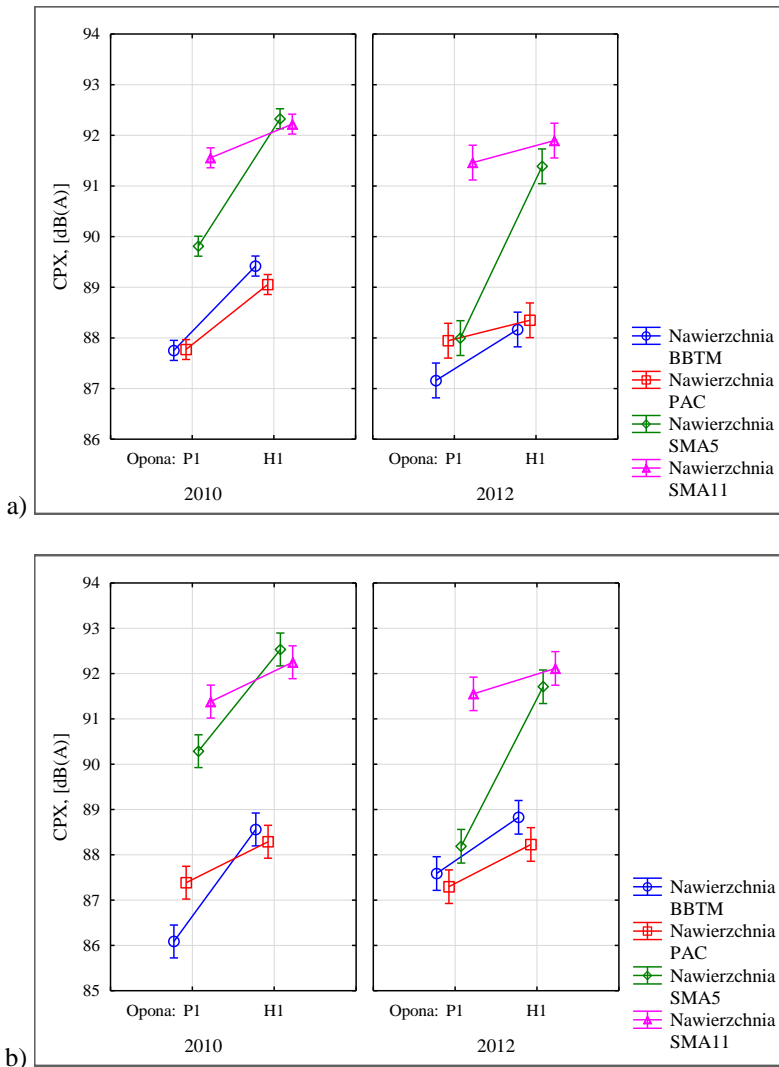 94
93
92
91
90
89
88
87
86
CPX, [dB(A)]
Opona: P1 H1
2010
Opona: P1 H1
2012
Nawierzchnia
BBTM
Nawierzchnia
PAC
Nawierzchnia
SMA5
Nawierzchnia
SMA11
a)
94
93
92
91
90
89
88
87
86
85
CPX, [dB(A)]
Opona: P1 H1
2010
Opona: P1 H1
2012
Nawierzchnia
BBTM
Nawierzchnia
PAC
Nawierzchnia
SMA5
Nawierzchnia
SMA11
b)